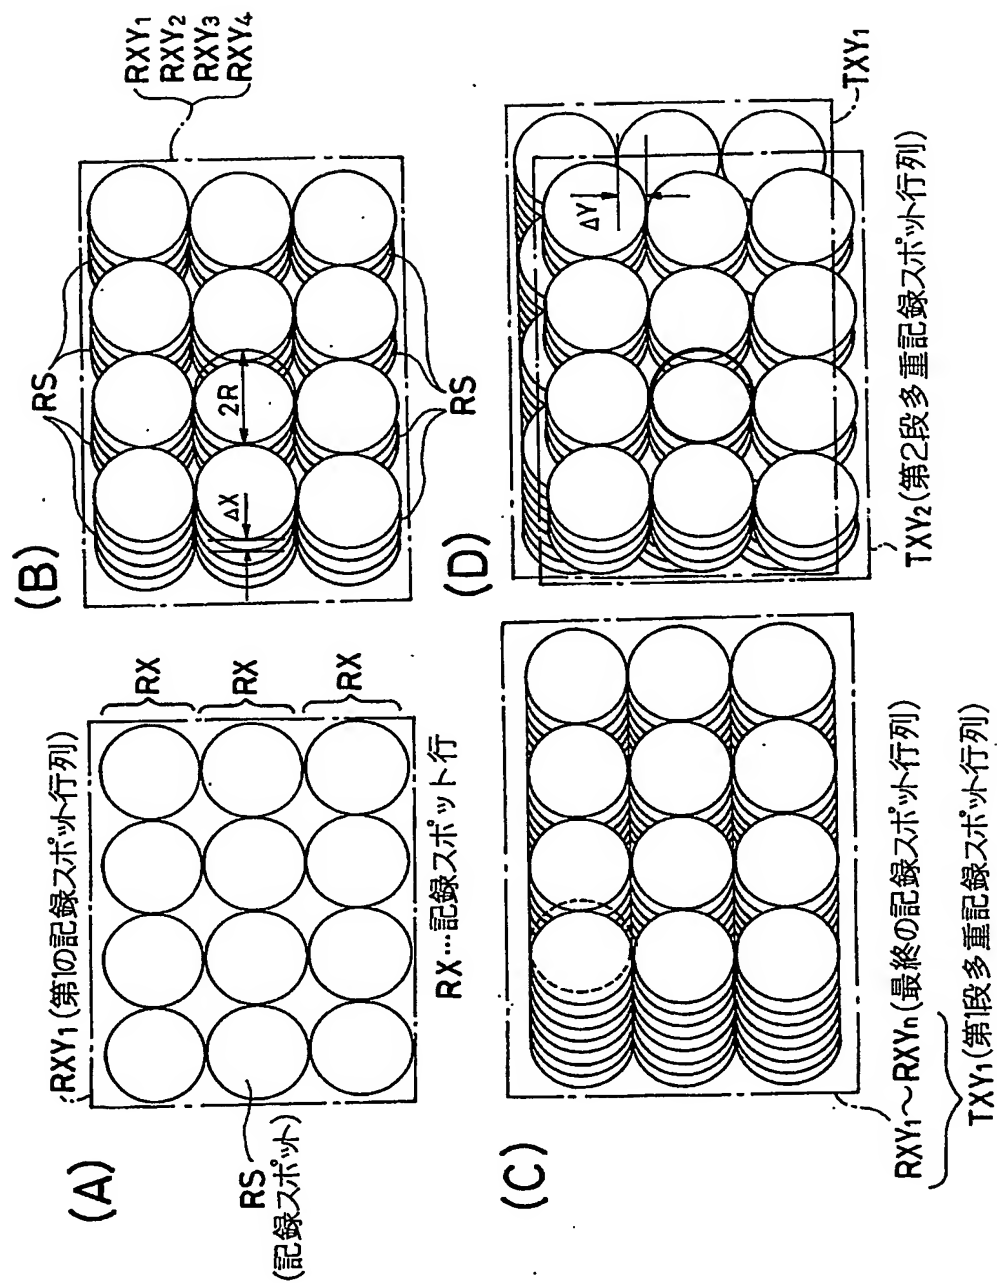 (A)
RXY₁(第1の記録スポット行列)
RX
RX
RX
RS
(記録スポット)
RX…記録スポット行
(B)
RXY₁
RXY₂
RXY₃
RXY₄
RS
ΔX
2R
RS
(C)
RXY₁〜RXYn(最終の記録スポット行列)
TXY₁(第1段多重記録スポット行列)
(D)
ΔY
TXY₁
TXY₂(第2段多重記録スポット行列)